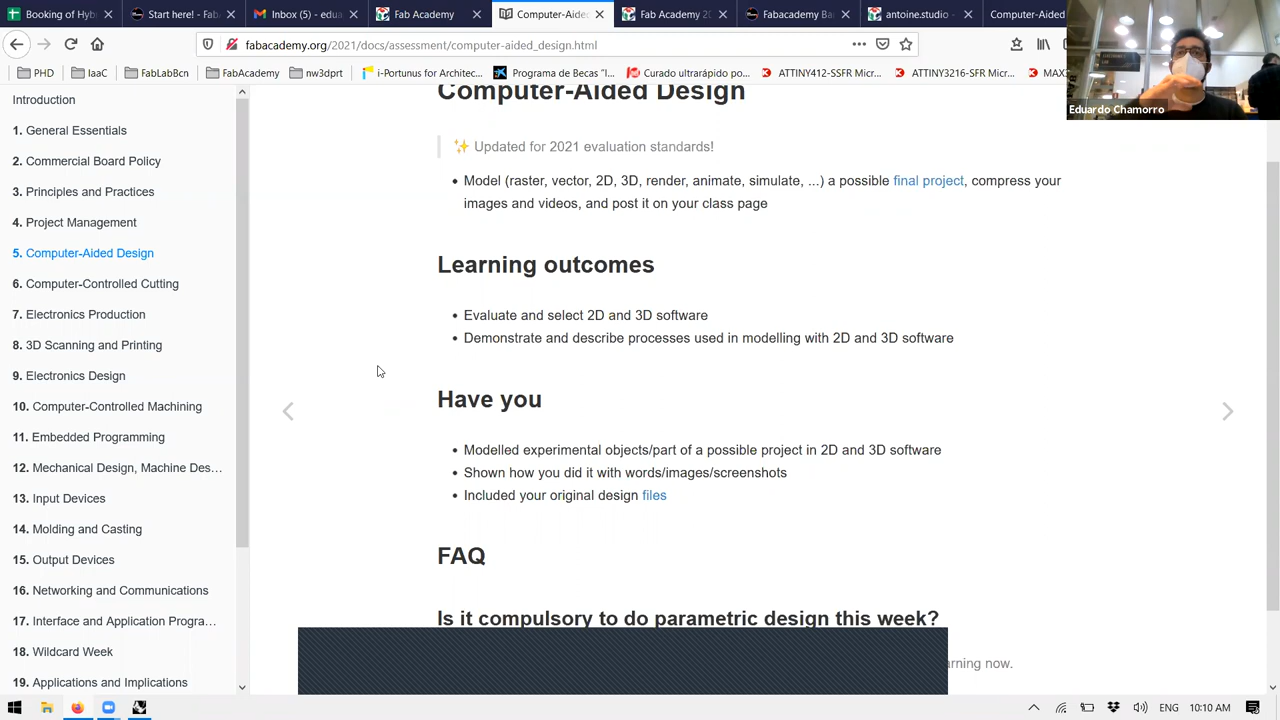 Booking of Hyb
Start here! - Fab
Inbox (5) - edua
Fab Academy
Computer-Aide
Fab Academy 20
Fabacademy Ba
antoine.studio -
Computer-Aided
fabacademy.org/2021/docs/assessment/computer-aided_design.html
PHD
IaaC
FabLabBcn
FabAcademy
nw3dprt
i-Portunus for Architec...
Programa de Becas "I...
Curado ultrarápido po...
ATTINY412-SSFR Mic...
ATTINY3216-SFR Mic...
MAX
Eduardo Chamorro
Introduction
1. General Essentials
2. Commercial Board Policy
3. Principles and Practices
4. Project Management
5. Computer-Aided Design
6. Computer-Controlled Cutting
7. Electronics Production
8. 3D Scanning and Printing
9. Electronics Design
10. Computer-Controlled Machining
11. Embedded Programming
12. Mechanical Design, Machine Des...
13. Input Devices
14. Molding and Casting
15. Output Devices
16. Networking and Communications
17. Interface and Application Progra...
18. Wildcard Week
19. Applications and Implications
Computer-Aided Design
✨ Updated for 2021 evaluation standards!
• Model (raster, vector, 2D, 3D, render, animate, simulate, ...) a possible final project, compress your
images and videos, and post it on your class page
Learning outcomes
• Evaluate and select 2D and 3D software
• Demonstrate and describe processes used in modelling with 2D and 3D software
Have you
• Modelled experimental objects/part of a possible project in 2D and 3D software
• Shown how you did it with words/images/screenshots
• Included your original design files
FAQ
Is it compulsory to do parametric design this week?
now.
ENG
10:10 AM